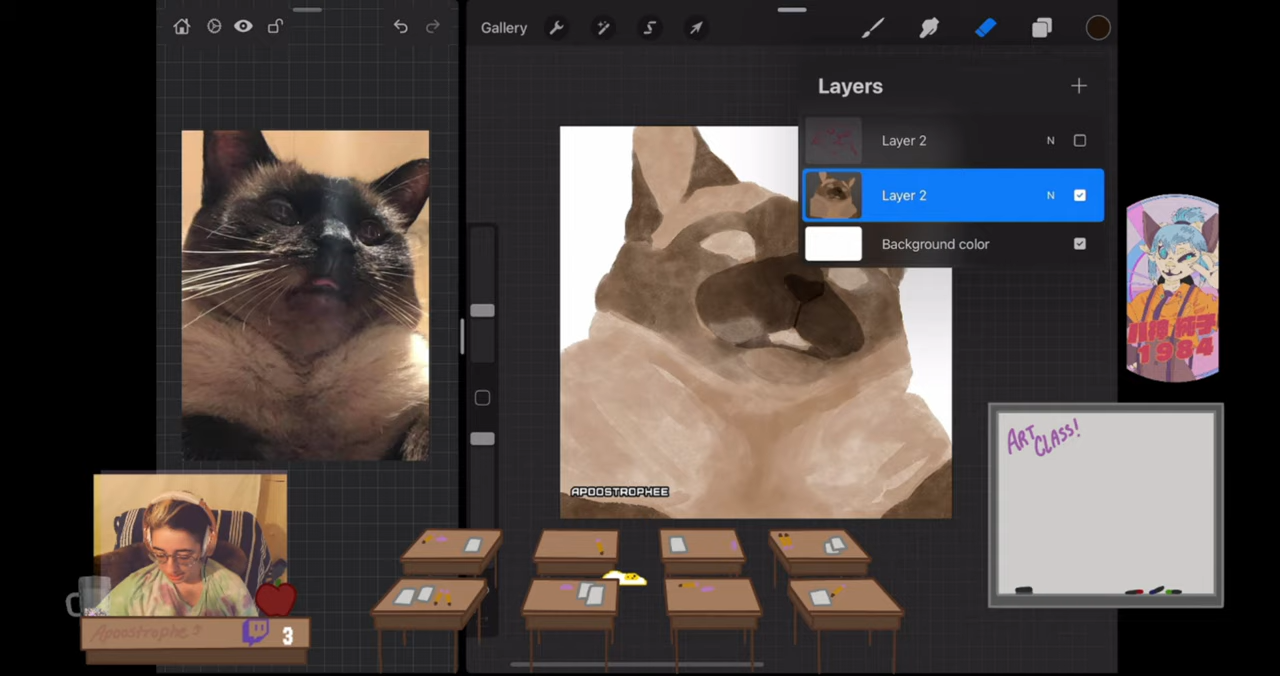 Gallery
Layers
Layer 2 N
Layer 2 N
Background color
1984
ART
CLASS!
APOOSTROPHEE
3